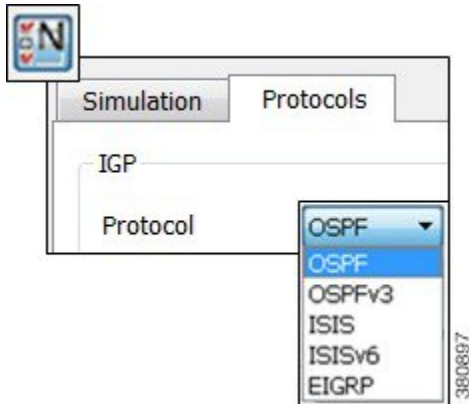 N
Simulation Protocols
IGP
Protocol OSPF
OSPF
OSPFv3
ISIS
ISISv6
EIGRP
380897